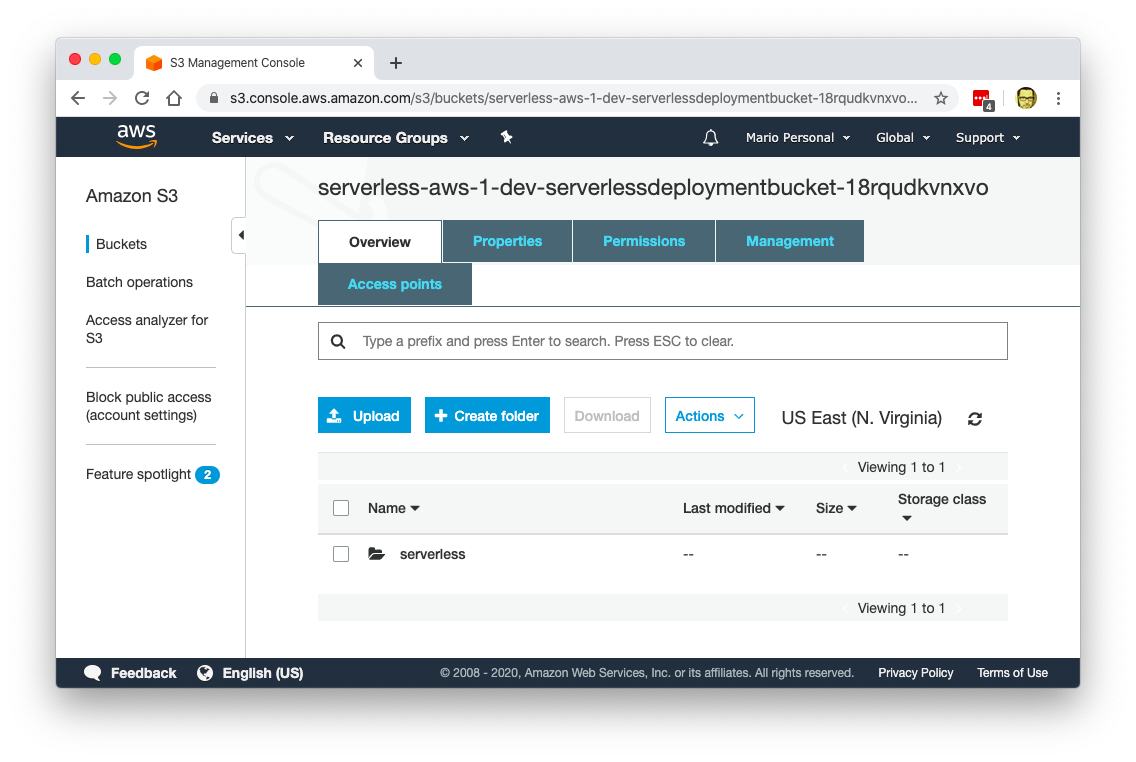 S3 Management Console
s3.console.aws.amazon.com/s3/buckets/serverless-aws-1-dev-serverlessdeploymentbucket-18rqudkvnxvo...
4
aws Services Resource Groups Mario Personal Global Support
Amazon S3
Buckets
Batch operations
Access analyzer for
S3
Block public access
(account settings)
Feature spotlight 2
serverless-aws-1-dev-serverlessdeploymentbucket-18rqudkvnxvo
Overview Properties Permissions Management
Access points
Type a prefix and press Enter to search. Press ESC to clear.
Upload Create folder Download Actions US East (N. Virginia)
Viewing 1 to 1
Name Last modified Size Storage class
serverless -- -- --
Viewing 1 to 1
Feedback English (US) © 2008 - 2020, Amazon Web Services, Inc. or its affiliates. All rights reserved. Privacy Policy Terms of Use